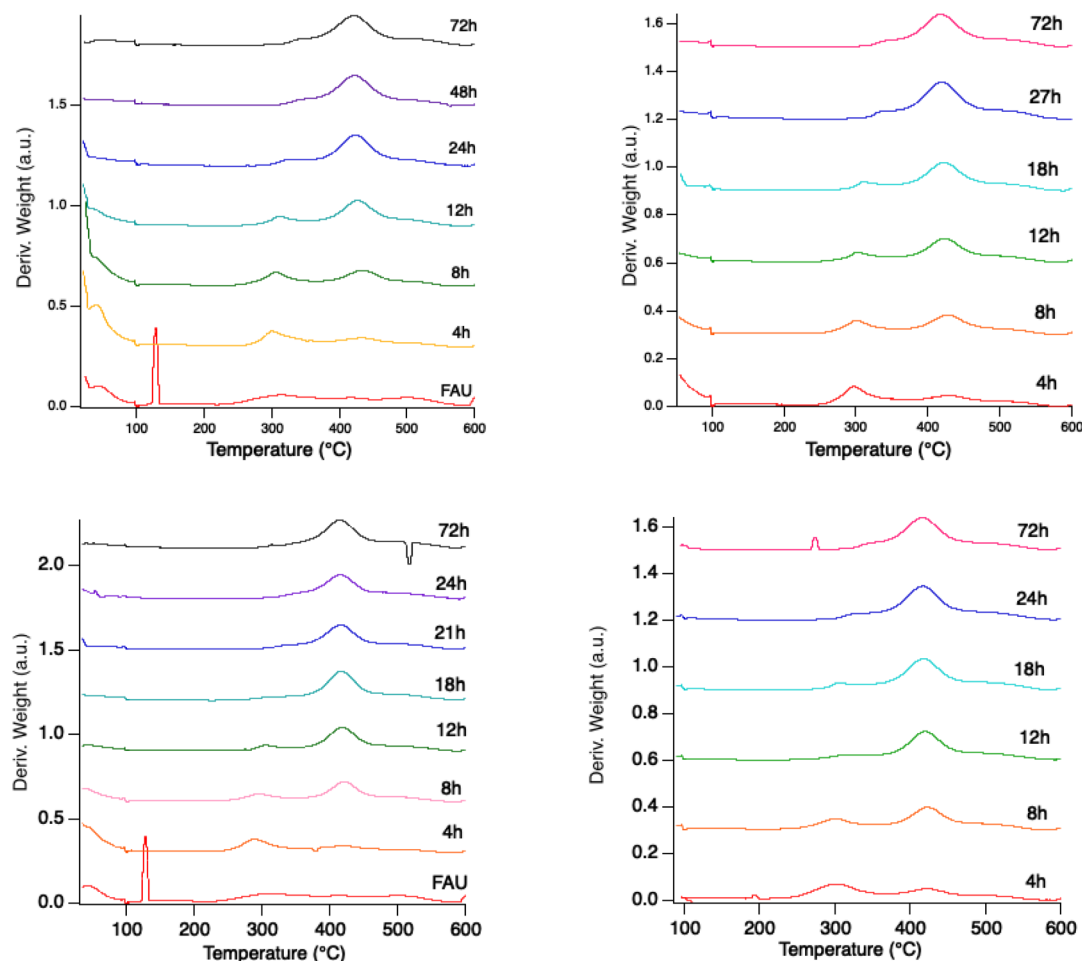 72h
48h
24h
12h
8h
4h
FAU
1.5
1.0
0.5
0.0
100
200
300
400
500
600
Deriv. Weight (a.u.)
Temperature (°C)
72h
27h
18h
12h
8h
4h
1.6
1.4
1.2
1.0
0.8
0.6
0.4
0.2
0.0
100
200
300
400
500
600
Deriv. Weight (a.u.)
Temperature (°C)
72h
24h
21h
18h
12h
8h
4h
FAU
2.0
1.5
1.0
0.5
0.0
100
200
300
400
500
600
Deriv. Weight (a.u.)
Temperature (°C)
72h
24h
18h
12h
8h
4h
1.6
1.4
1.2
1.0
0.8
0.6
0.4
0.2
0.0
100
200
300
400
500
600
Deriv. Weight (a.u.)
Temperature (°C)